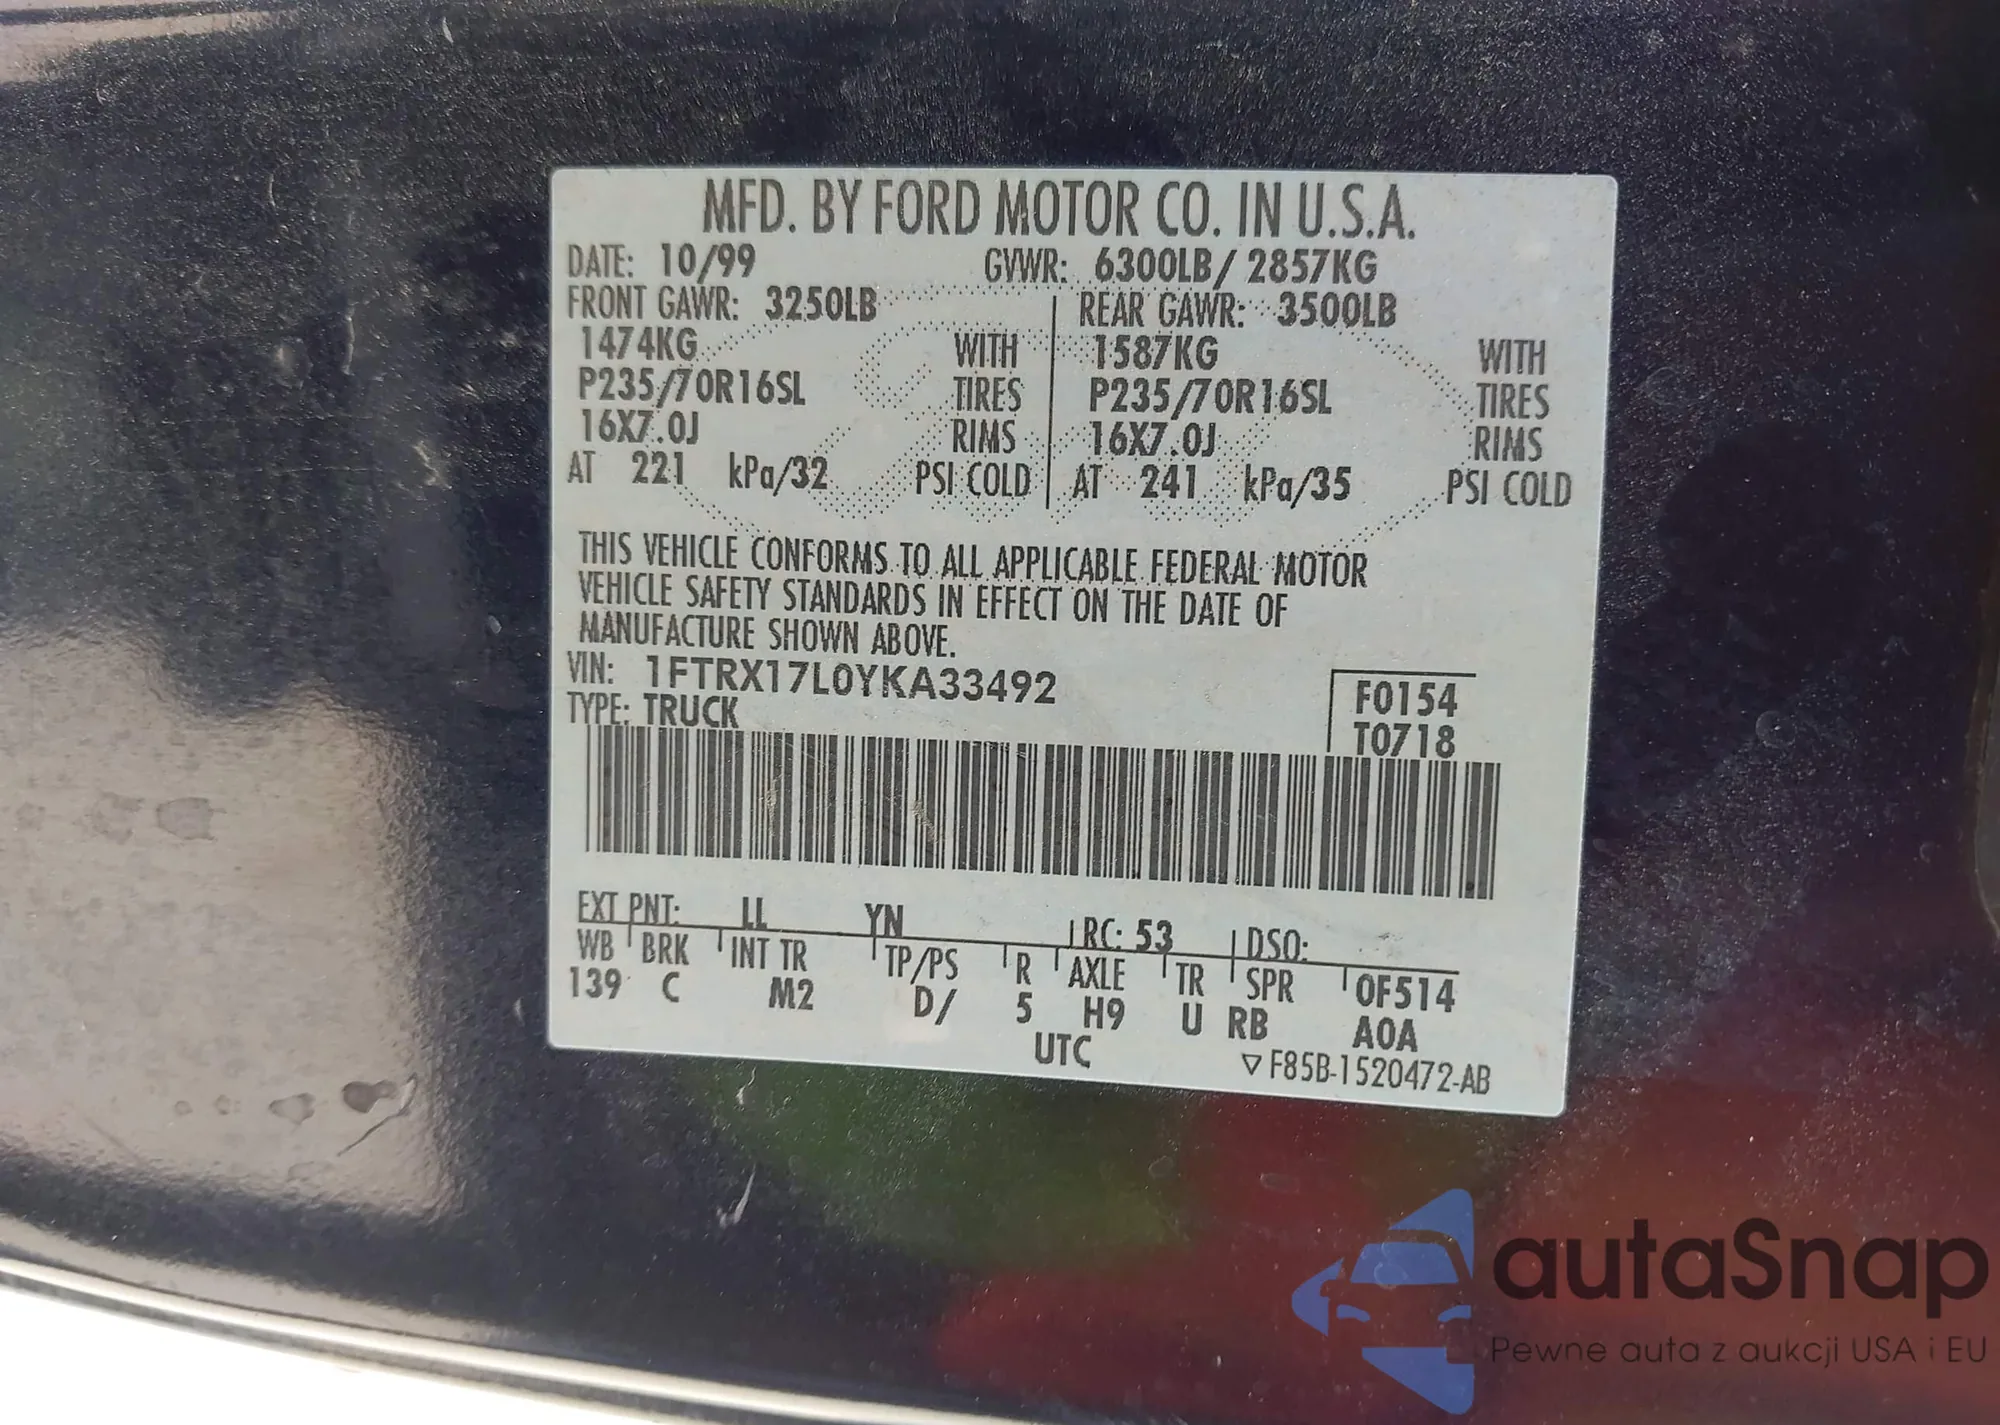 MFD. BY FORD MOTOR CO. IN U.S.A.
DATE: 10/99 GVWR: 6300LB/ 2857KG
FRONT GAWR: 3250LB REAR GAWR: 3500LB
1474KG WITH 1587KG WITH
P235/70R16SL TIRES P235/70R16SL TIRES
16X7.0J RIMS 16X7.0J RIMS
AT 221 kPa/32 PSI COLD AT 241 kPa/35 PSI COLD
THIS VEHICLE CONFORMS TO ALL APPLICABLE FEDERAL MOTOR
VEHICLE SAFETY STANDARDS IN EFFECT ON THE DATE OF
MANUFACTURE SHOWN ABOVE.
VIN: 1FTRX17L0YKA33492 F0154
TYPE: TRUCK T0718
EXT PNT: LL YN RC: 53 DSO:
WB BRK INT TR TP/PS R AXLE TR SPR 0F514
139 C M2 D/ 5 H9 U RB A0A
UTC ▽F85B-1520472-AB
autaSnap
Pewne auta z aukcji USA i EU